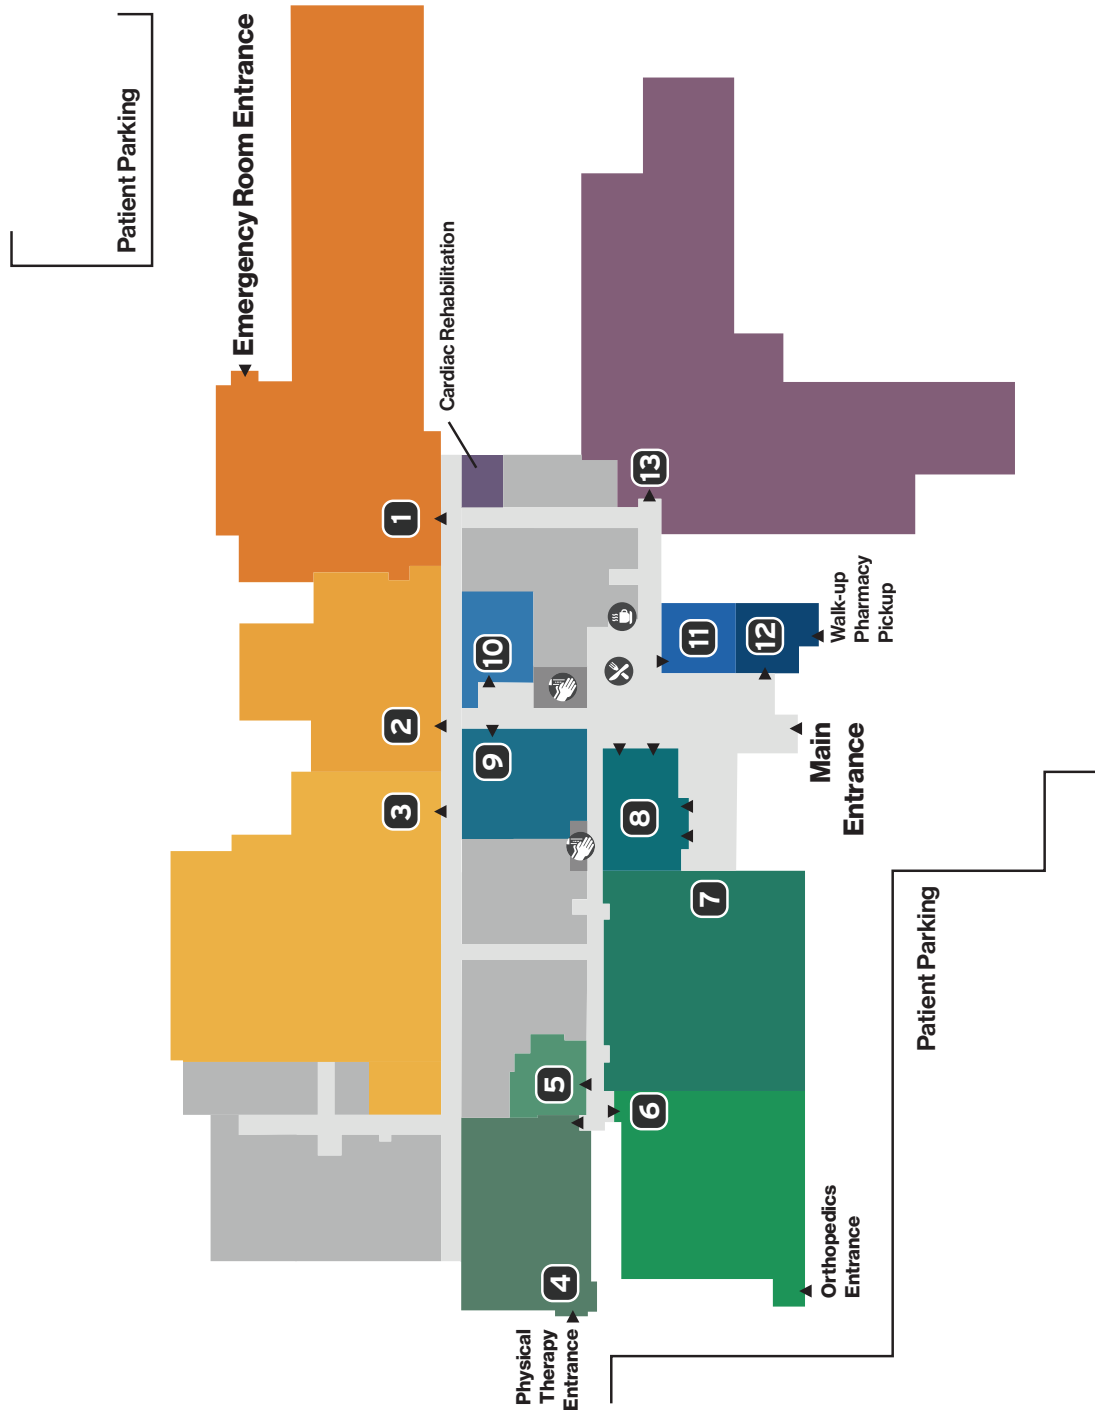 Patient Parking
Emergency Room Entrance
3
2
1
Cardiac Rehabilitation
9
10
Physical
Therapy
Entrance
4
5
6
8
13
7
11
12
Main
Entrance
Walk-up
Pharmacy
Pickup
Orthopedics
Entrance
Patient Parking